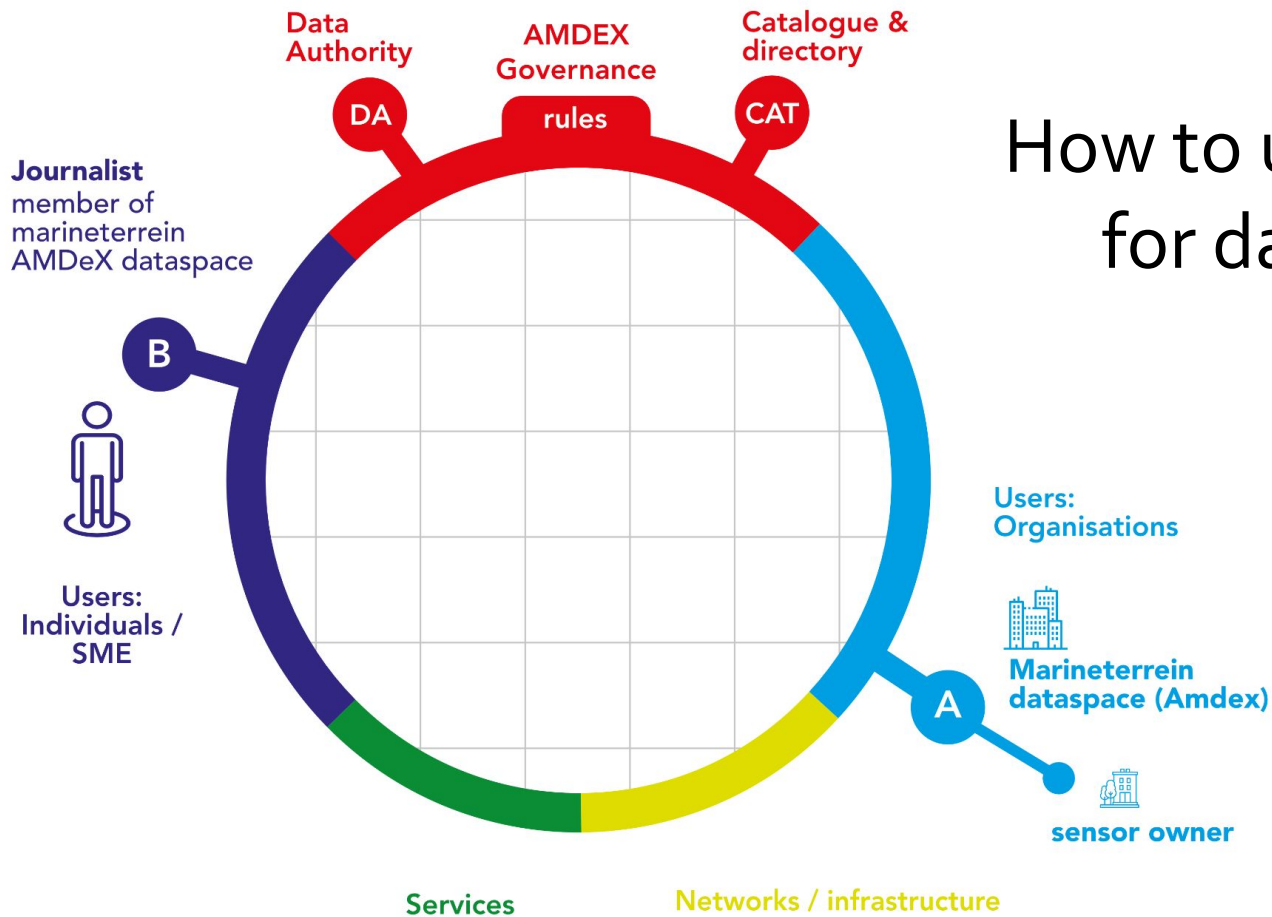 Data
Authority
AMDEX
Governance
Catalogue &
directory
DA
rules
CAT
How to
for
Journalist
member of
marineterrein
AMDeX dataspace
B
Users:
Organisations
Users:
Individuals /
SME
Marineterrein
dataspace (Amdex)
A
sensor owner
Services
Networks / infrastructure